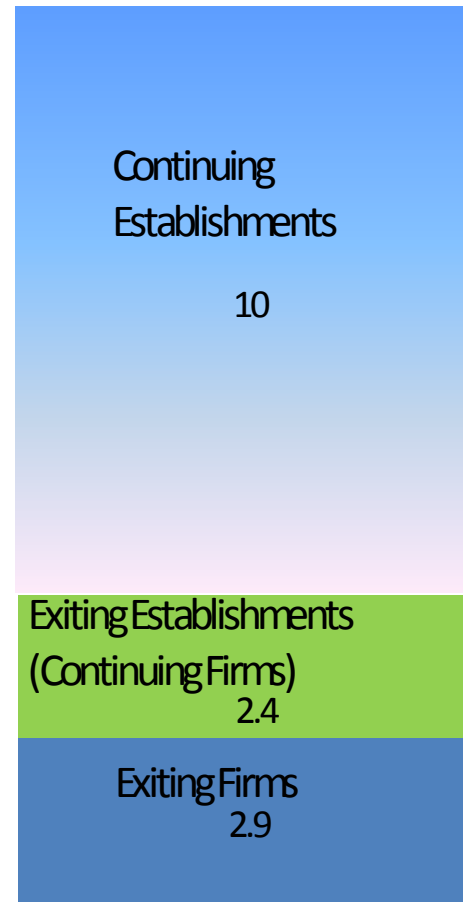 Continuing
Establishments
10
Exiting Establishments
(Continuing Firms)
2.4
Exiting Firms
2.9